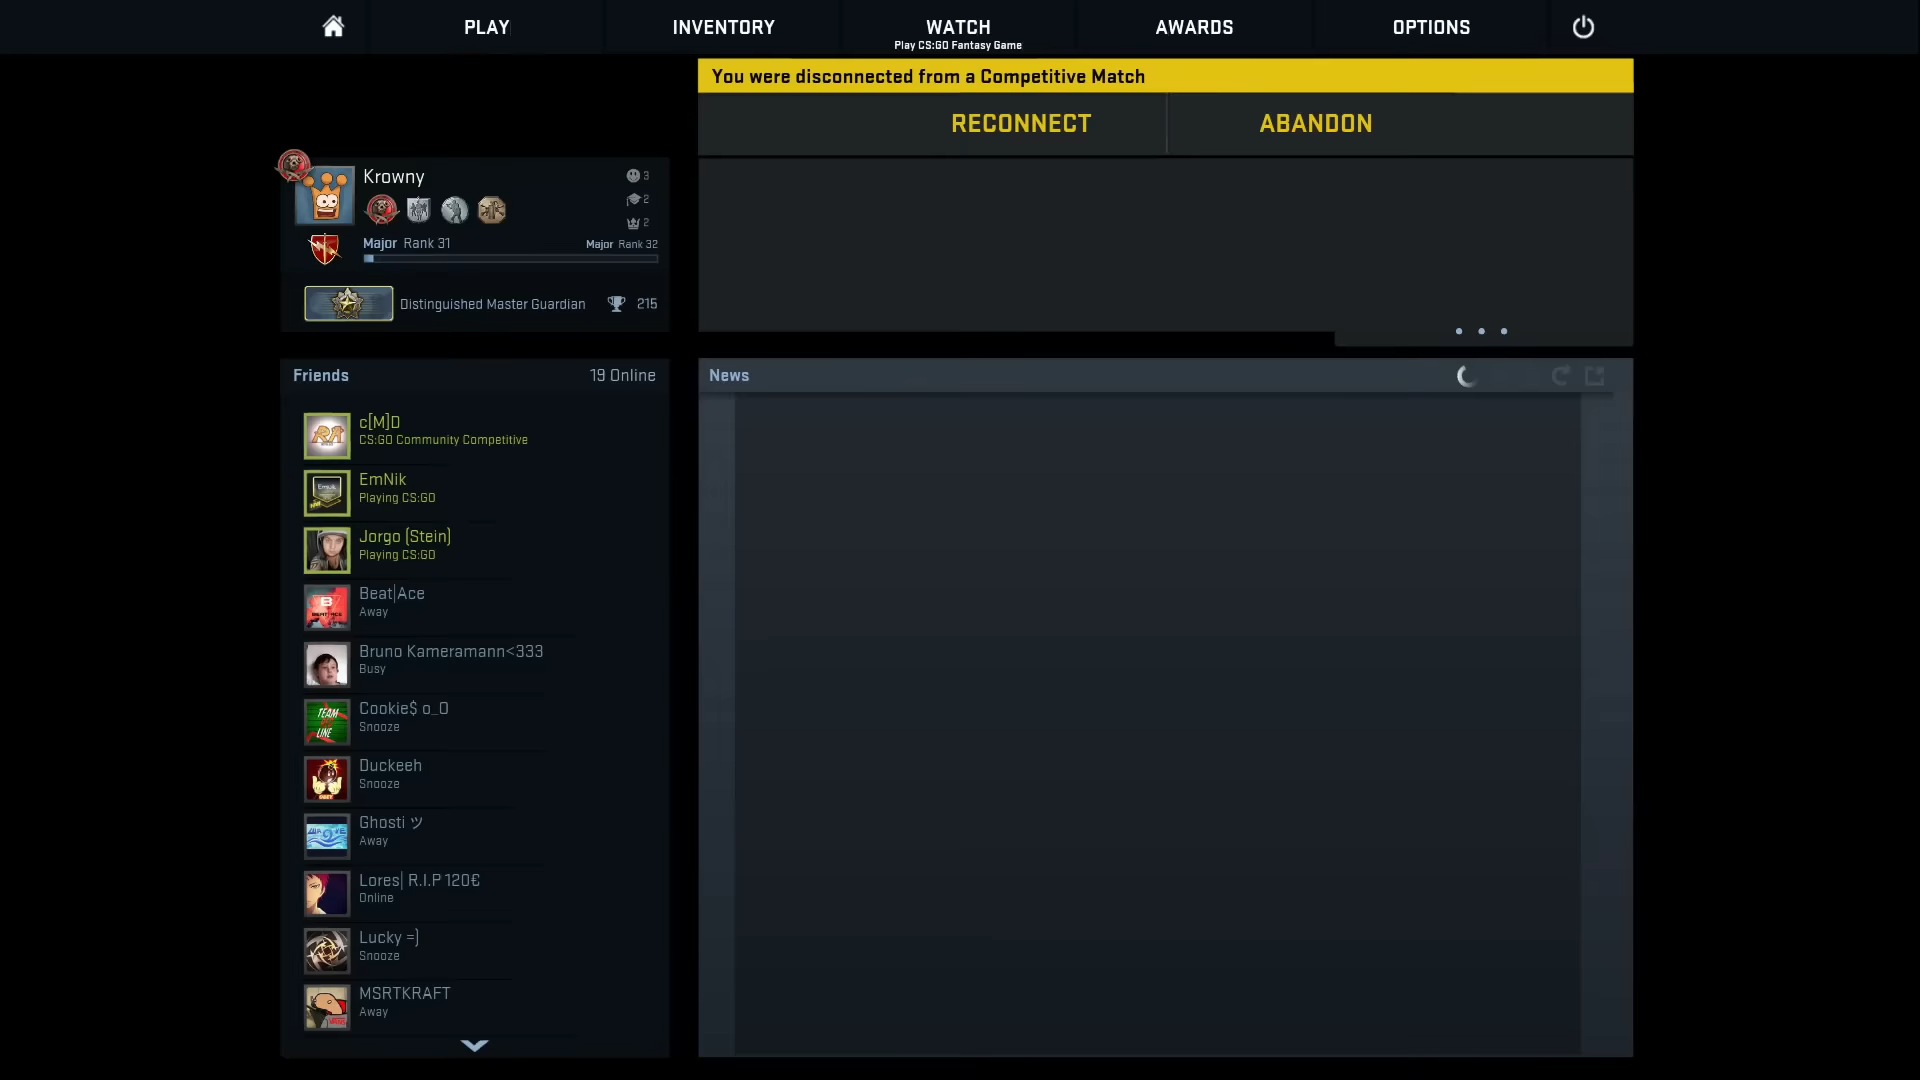 PLAY
INVENTORY
WATCH
Play CS:GO Fantasy Game
AWARDS
OPTIONS
You were disconnected from a Competitive Match
RECONNECT
ABANDON
Krowny
3
2
2
Major Rank 31
Major Rank 32
Distinguished Master Guardian
215
Friends
19 Online
c[M]D
CS:GO Community Competitive
EmNik
Playing CS:GO
Jorgo (Stein)
Playing CS:GO
Beat|Ace
Away
Bruno Kameramann<333
Busy
Cookie$ o_O
Snooze
TEAM
LINE
Duckeeh
Snooze
Ghosti ツ
Away
Lores| R.I.P 120€
Online
Lucky =)
Snooze
MSRTKRAFT
Away
News